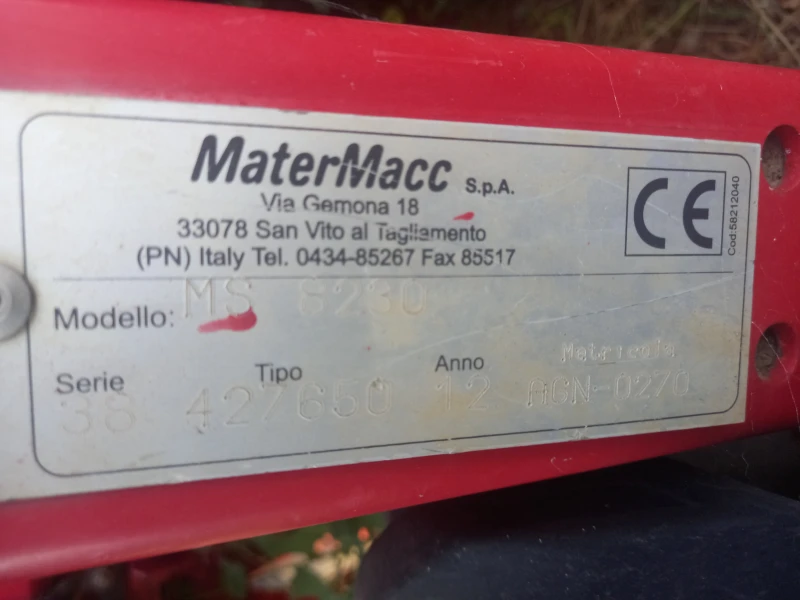 MaterMacc S.p.A.
Via Gemona 18
33078 San Vito al Tagliamento
(PN) Italy Tel. 0434-85267 Fax 85517
CE
Cod:58212040
Modello: MS 8230
Serie Tipo Anno Matricola
38 427650 12 AGN-0270